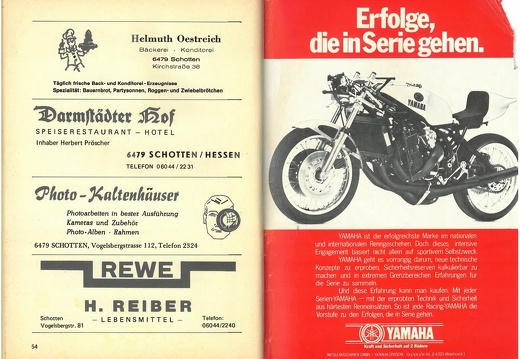 Helmuth Oestreich
Bäckerei · Konditorei
6479 Schotten
Kirchstraße 38
Täglich frische Back- und Konditorei-Erzeugnisse
Spezialität: Bauernbrot, Partysonnen, Roggen- und Zwiebelbrötchen
Darmstädter Hof
SPEISERESTAURANT – HOTEL
Inhaber Herbert Pröscher
6479 SCHOTTEN/HESSEN
TELEFON 06044/2231
Photo-Kaltenhäuser
Photoarbeiten in bester Ausführung
Kameras und Zubehör
Photo-Alben · Rahmen
6479 SCHOTTEN, Vogelsbergstrasse 112, Telefon 2324
REWE
H. REIBER
Schotten
Vogelsbergstr. 81
– LEBENSMITTEL –
Telefon:
06044/2240
54
Erfolge,
die in Serie gehen.
YAMAHA
YAMAHA ist die erfolgreichste Marke im nationalen
und internationalen Renngeschehen. Doch dieses intensive
Engagement basiert nicht allein auf sportivem Selbstzweck.
YAMAHA geht es vorrangig darum, neue technische
Konzepte zu erproben, Sicherheitsreserven kalkulierbar zu
machen und in extremen Grenzbereichen Erfahrungen für
die Serie zu sammeln.
Und diese Erfahrung kann man kaufen. Mit jeder
Serien-YAMAHA – mit der erprobten Technik und Sicherheit
aus härtesten Renneinsätzen. So ist jede Racing-YAMAHA die
Vorstufe zu den Erfolgen, die in Serie gehen.
YAMAHA
Kraft und Sicherheit auf 2 Rädern